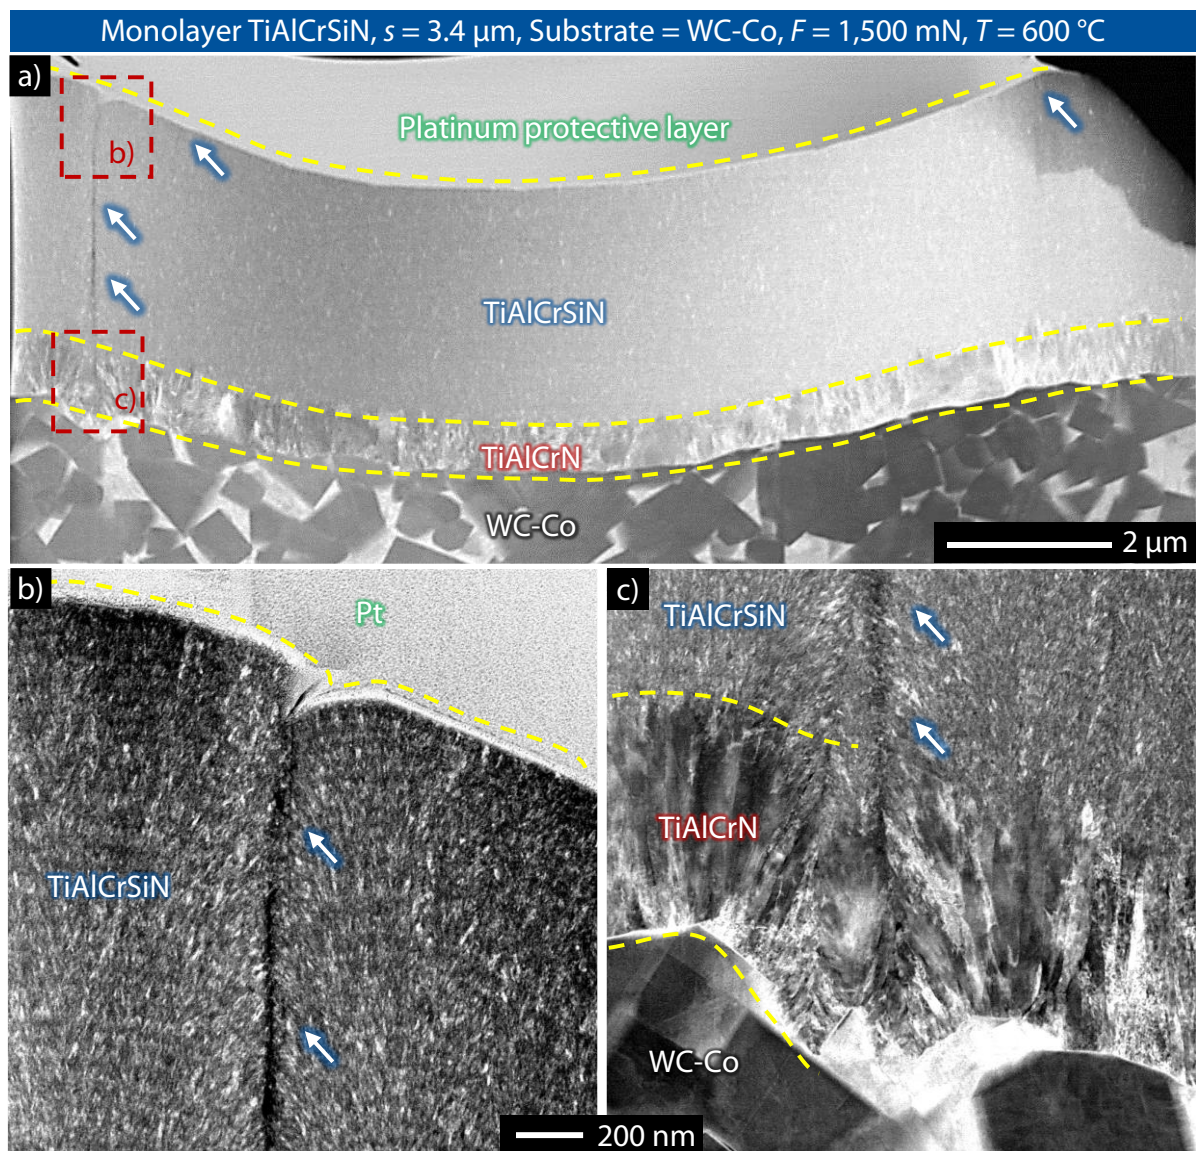 Monolayer TiAlCrSiN, s = 3.4 µm, Substrate = WC-Co, F = 1,500 mN, T = 600 °C
a)
Platinum protective layer
b)
TiAlCrSiN
c)
TiAlCrN
WC-Co
2 µm
b)
Pt
TiAlCrSiN
200 nm
c)
TiAlCrSiN
TiAlCrN
WC-Co